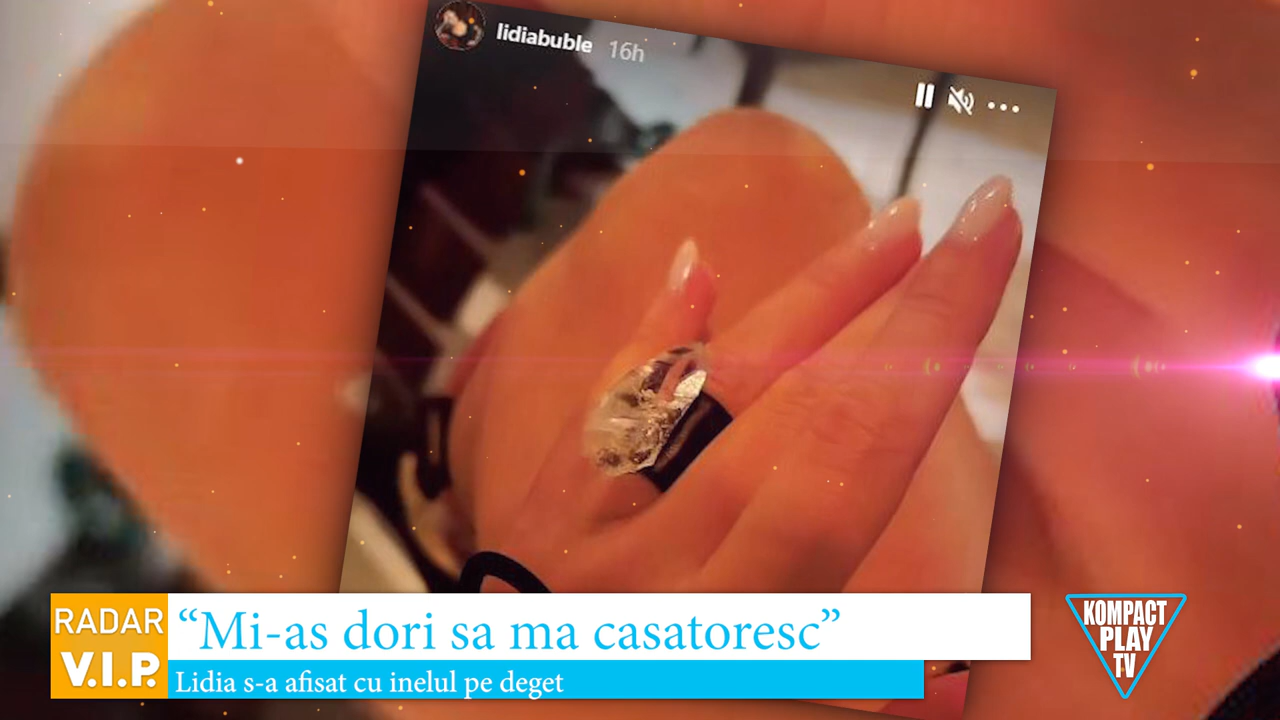 lidiabuble 16h
RADAR
V.I.P.
“Mi-as dori sa ma casatoresc”
Lidia s-a afisat cu inelul pe deget
KOMPACT
PLAY
TV